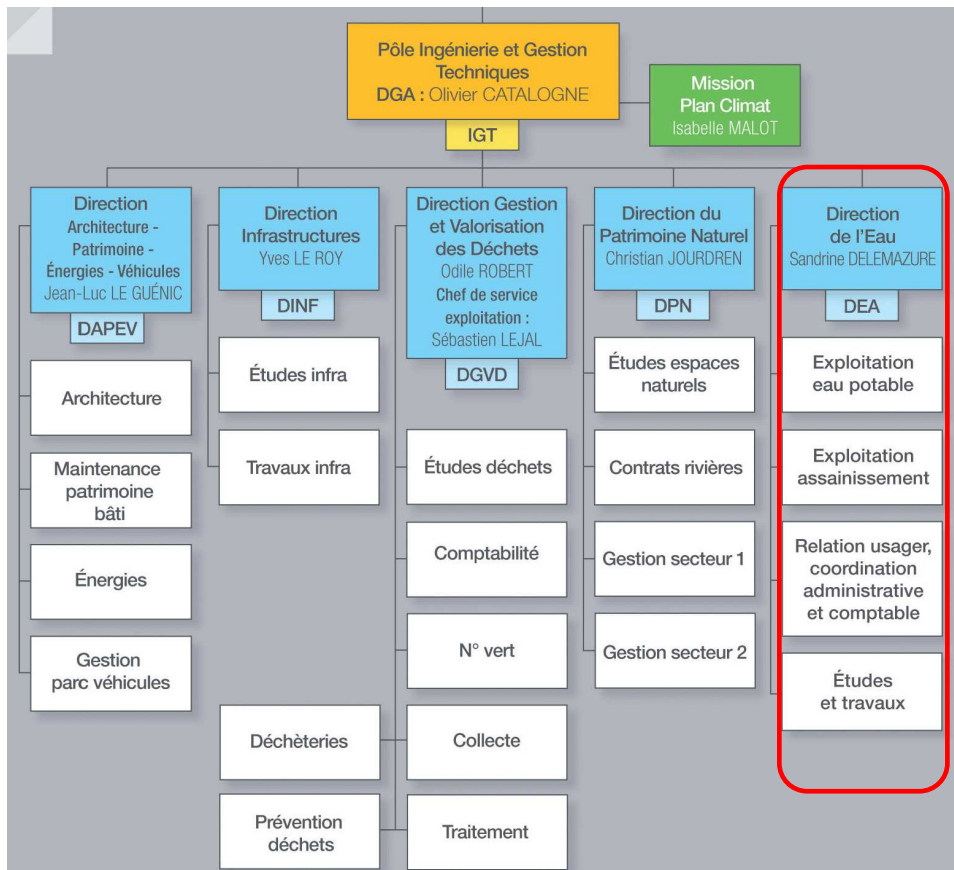 Pôle Ingénierie et Gestion
Techniques
DGA : Olivier CATALOGNE
IGT
Mission
Plan Climat
Isabelle MALOT
Direction
Architecture -
Patrimoine -
Énergies - Véhicules
Jean-Luc LE GUÉNIC
DAPEV
Architecture
Maintenance
patrimoine
bâti
Énergies
Gestion
parc véhicules
Direction
Infrastructures
Yves LE ROY
DINF
Études infra
Travaux infra
Direction Gestion
et Valorisation
des Déchets
Odile ROBERT
Chef de service
exploitation :
Sébastien LEJAL
DGVD
Études déchets
Comptabilité
N° vert
Déchèteries
Collecte
Prévention
déchets
Traitement
Direction du
Patrimoine Naturel
Christian JOURDREN
DPN
Études espaces
naturels
Contrats rivières
Gestion secteur 1
Gestion secteur 2
Direction
de l'Eau
Sandrine DELEMAZURE
DEA
Exploitation
eau potable
Exploitation
assainissement
Relation usager,
coordination
administrative
et comptable
Études
et travaux